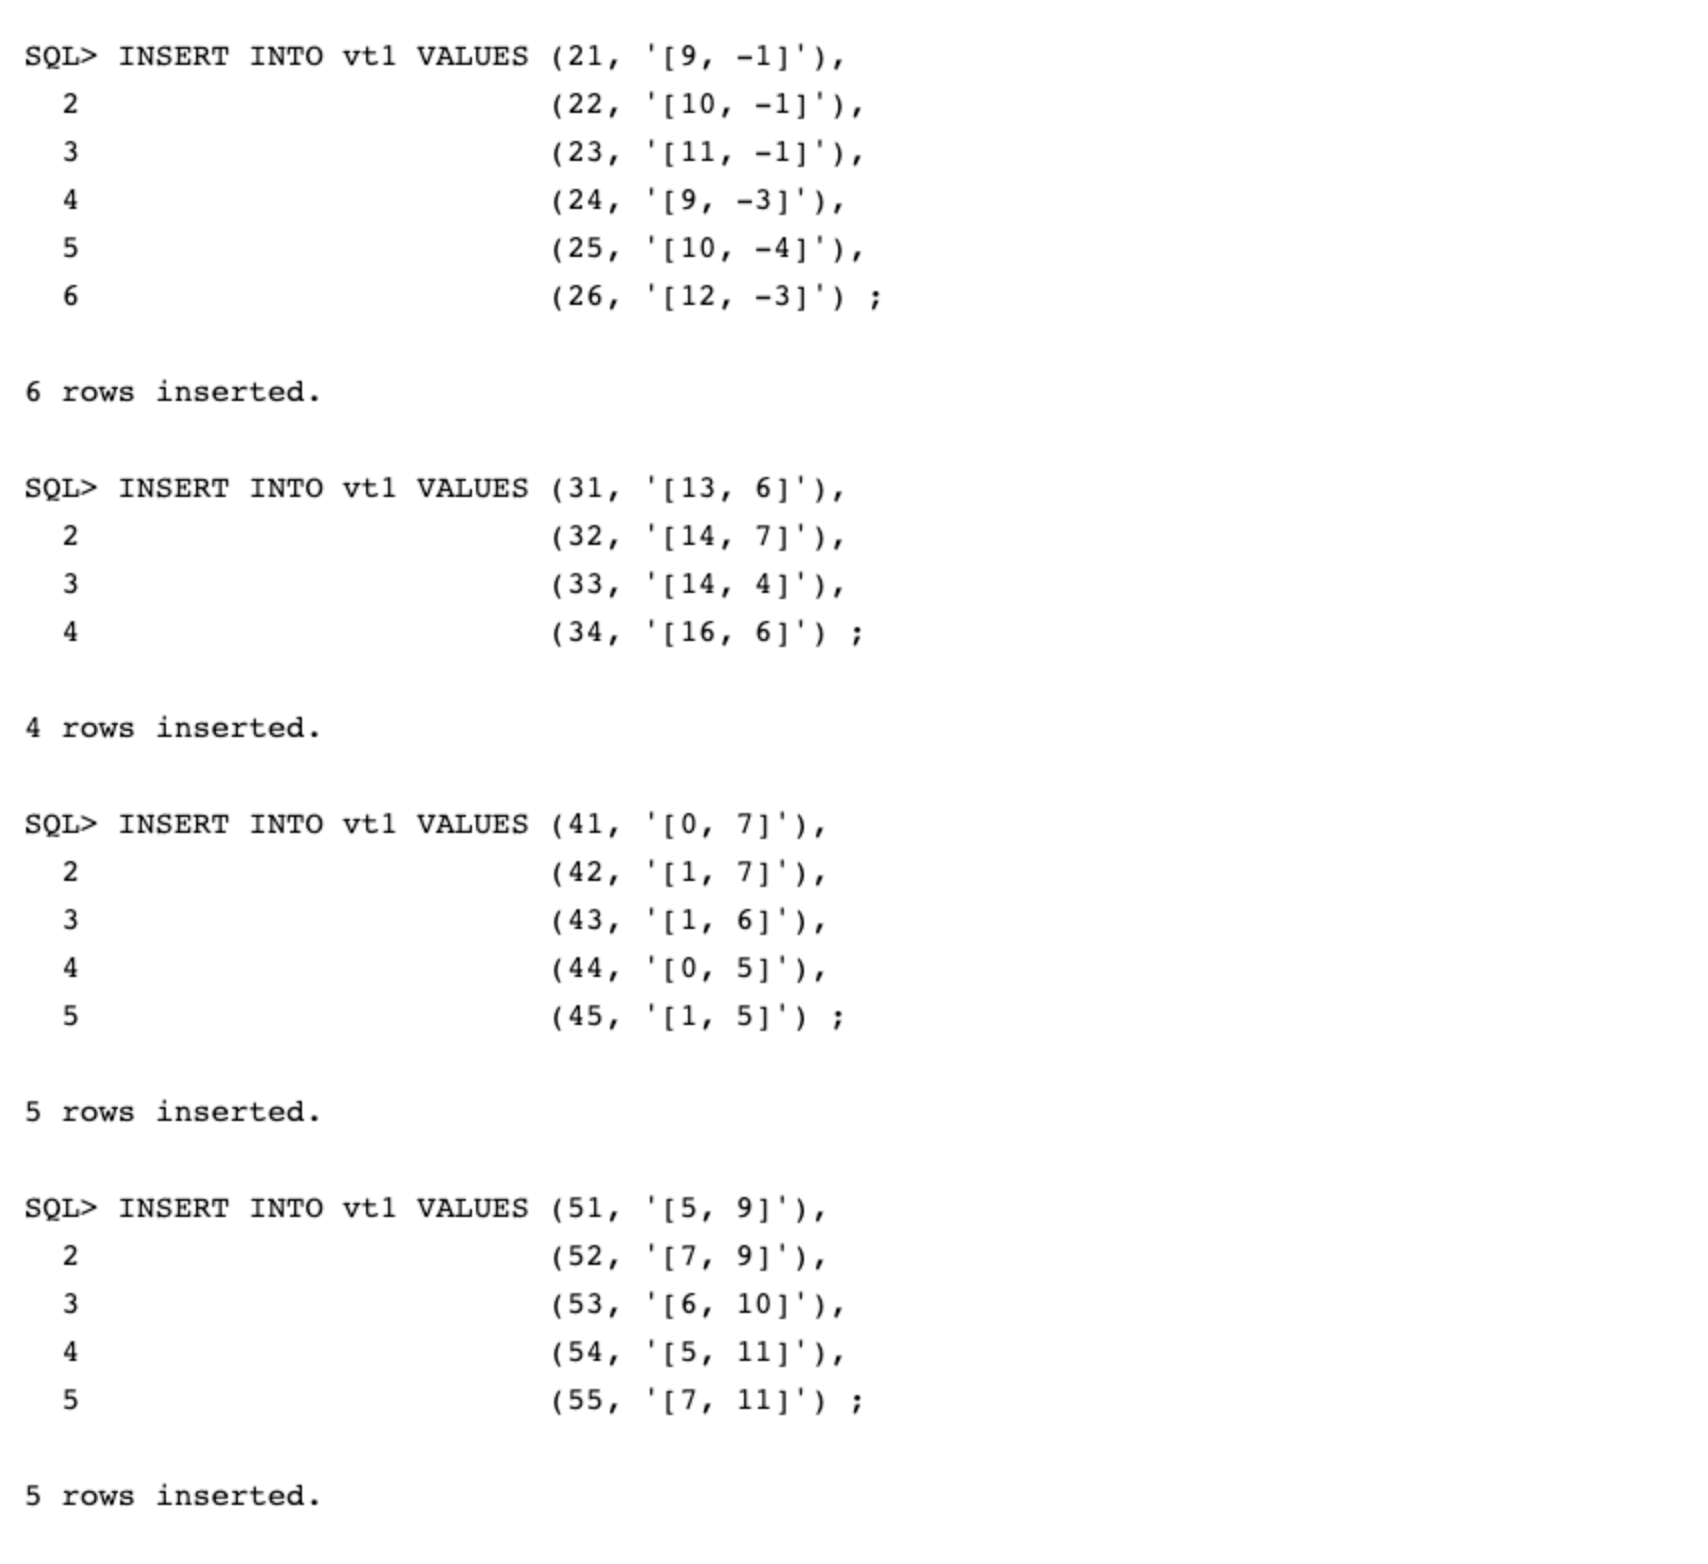 SQL> INSERT INTO vt1 VALUES (21, '[9, -1]'),
  2                         (22, '[10, -1]'),
  3                         (23, '[11, -1]'),
  4                         (24, '[9, -3]'),
  5                         (25, '[10, -4]'),
  6                         (26, '[12, -3]') ;
6 rows inserted.
SQL> INSERT INTO vt1 VALUES (31, '[13, 6]'),
  2                         (32, '[14, 7]'),
  3                         (33, '[14, 4]'),
  4                         (34, '[16, 6]') ;
4 rows inserted.
SQL> INSERT INTO vt1 VALUES (41, '[0, 7]'),
  2                         (42, '[1, 7]'),
  3                         (43, '[1, 6]'),
  4                         (44, '[0, 5]'),
  5                         (45, '[1, 5]') ;
5 rows inserted.
SQL> INSERT INTO vt1 VALUES (51, '[5, 9]'),
  2                         (52, '[7, 9]'),
  3                         (53, '[6, 10]'),
  4                         (54, '[5, 11]'),
  5                         (55, '[7, 11]') ;
5 rows inserted.